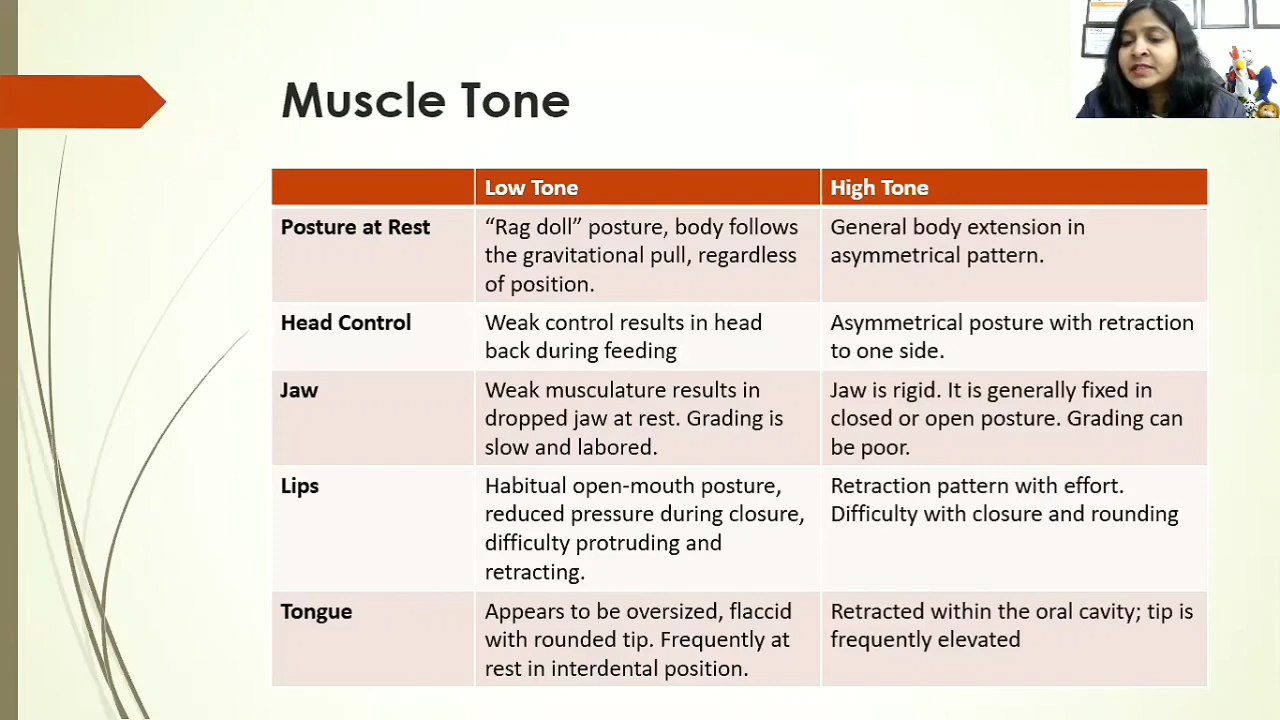 Muscle Tone
Low Tone
High Tone
Posture at Rest
“Rag doll” posture, body follows
the gravitational pull, regardless
of position.
General body extension in
asymmetrical pattern.
Head Control
Weak control results in head
back during feeding
Asymmetrical posture with retraction
to one side.
Jaw
Weak musculature results in
dropped jaw at rest. Grading is
slow and labored.
Jaw is rigid. It is generally fixed in
closed or open posture. Grading can
be poor.
Lips
Habitual open-mouth posture,
reduced pressure during closure,
difficulty protruding and
retracting.
Retraction pattern with effort.
Difficulty with closure and rounding
Tongue
Appears to be oversized, flaccid
with rounded tip. Frequently at
rest in interdental position.
Retracted within the oral cavity; tip is
frequently elevated